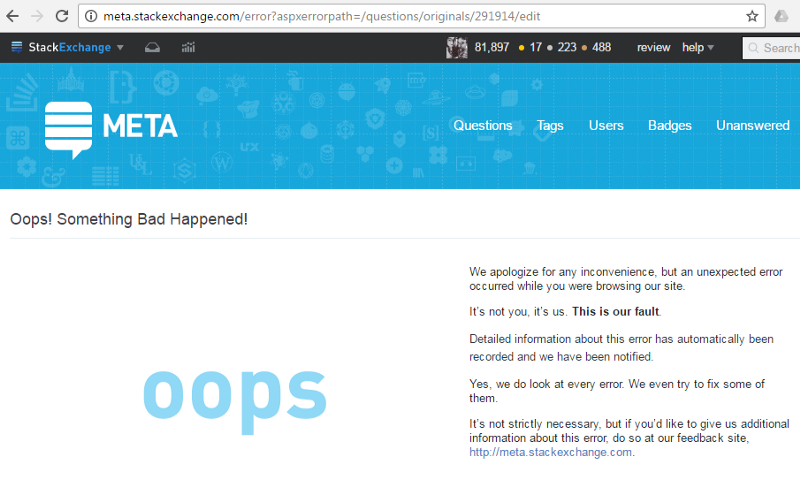 meta.stackexchange.com/error?aspxerrorpath=/questions/originals/291914/edit
StackExchange 81,897 17 223 488 review help Search
META Questions Tags Users Badges Unanswered
Oops! Something Bad Happened!
oops
We apologize for any inconvenience, but an unexpected error
occurred while you were browsing our site.
It's not you, it's us. This is our fault.
Detailed information about this error has automatically been
recorded and we have been notified.
Yes, we do look at every error. We even try to fix some of
them.
It's not strictly necessary, but if you'd like to give us additional
information about this error, do so at our feedback site,
http://meta.stackexchange.com.